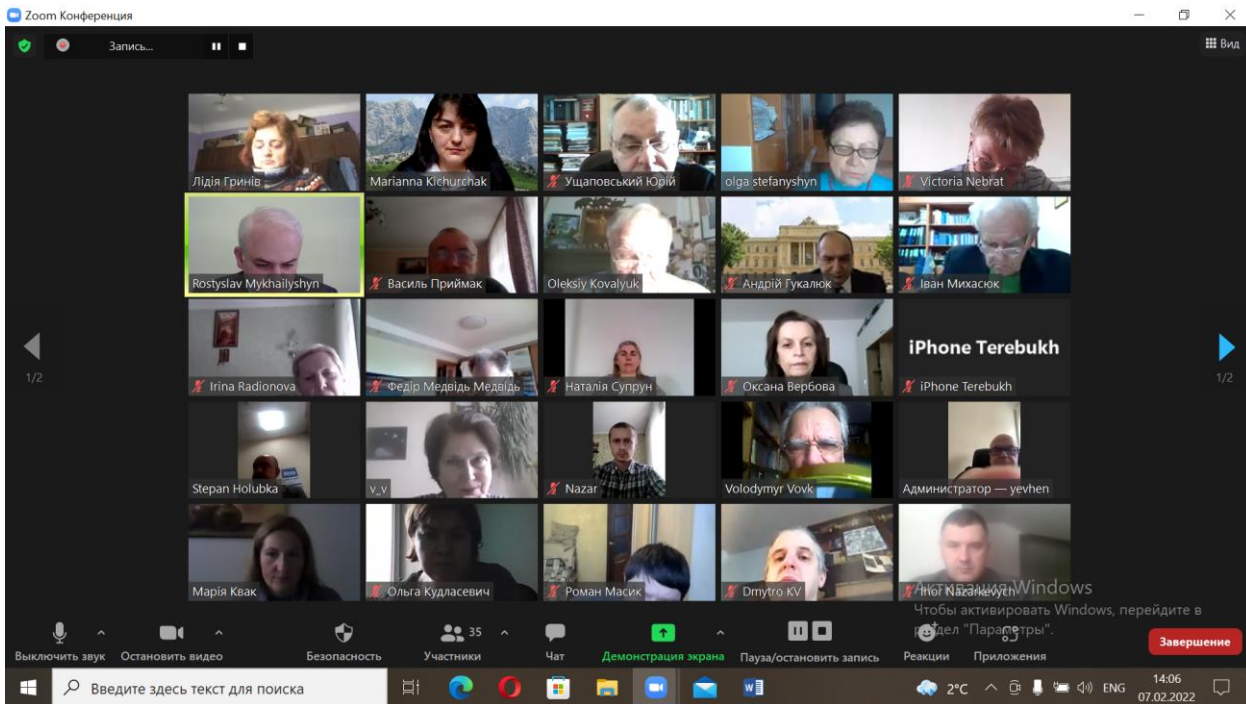 Zoom Конференция
Запись...
Вид
Лідія Гринів
Marianna Kichurchak
Ущаповський Юрій
olga stefanyshyn
Victoria Nebrat
Rostyslav Mykhailyshyn
Василь Приймак
Oleksiy Kovalyuk
Андрій Гукалюк
Іван Михасюк
Irina Radionova
Федір Медвідь Медвідь
Наталія Супрун
Оксана Вербова
iPhone Terebukh
iPhone Terebukh
1/2
1/2
Stepan Holubka
v_v
Nazar
Volodymyr Vovk
Администратор — yevhen
Марія Квак
Ольга Кудласевич
Роман Масик
Dmytro KV
Ihor Nazarkevych
Активация Windows
Чтобы активировать Windows, перейдите в
раздел "Параметры".
35
Выключить звук
Остановить видео
Безопасность
Участники
Чат
Демонстрация экрана
Пауза/остановить запись
Реакции
Приложения
Завершение
Введите здесь текст для поиска
2°C
ENG
14:06
07.02.2022